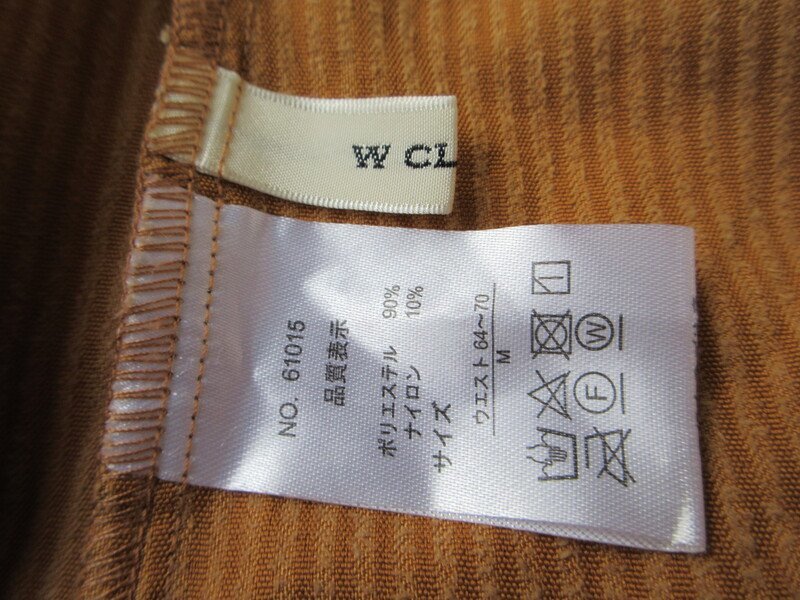 W CL
NO. 61015
品質表示
ポリエステル 90%
ナイロン 10%
サイズ
ウエスト 64～70
M
F W